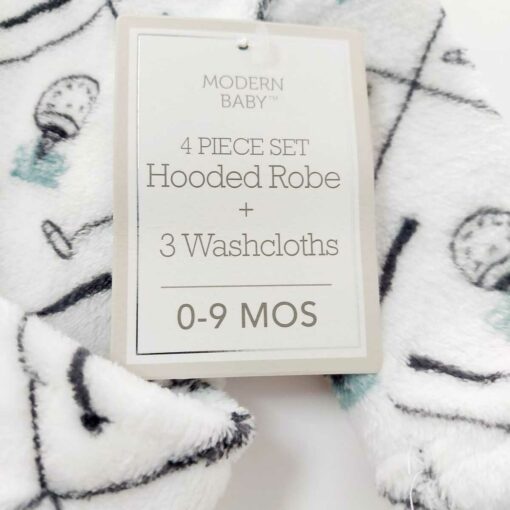 MODERN
BABY™
4 PIECE SET
Hooded Robe
+
3 Washcloths
0-9 MOS